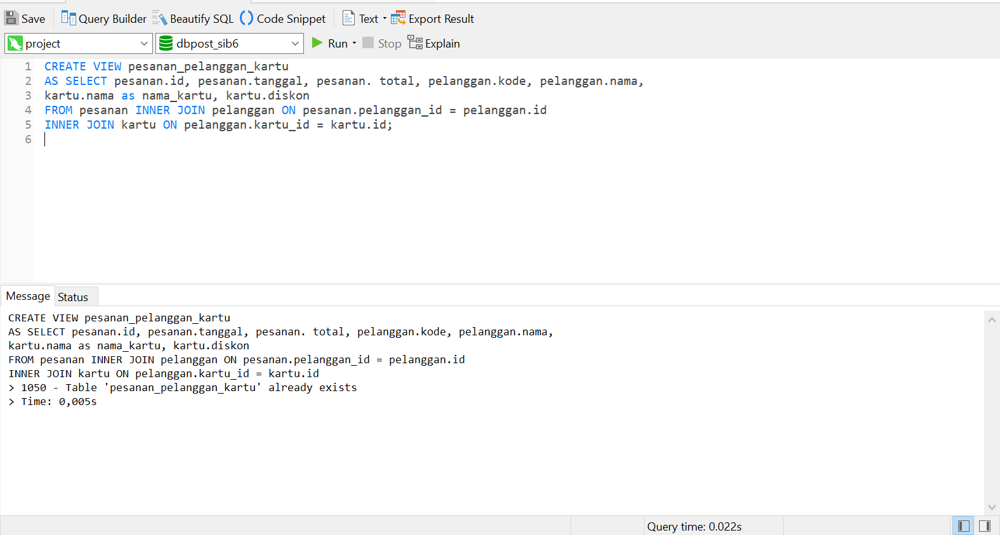 Save Query Builder Beautify SQL Code Snippet Text Export Result
project dbpost_sib6 Run Stop Explain
1 CREATE VIEW pesanan_pelanggan_kartu
2 AS SELECT pesanan.id, pesanan.tanggal, pesanan. total, pelanggan.kode, pelanggan.nama,
3 kartu.nama as nama_kartu, kartu.diskon
4 FROM pesanan INNER JOIN pelanggan ON pesanan.pelanggan_id = pelanggan.id
5 INNER JOIN kartu ON pelanggan.kartu_id = kartu.id;
6
Message Status
CREATE VIEW pesanan_pelanggan_kartu
AS SELECT pesanan.id, pesanan.tanggal, pesanan. total, pelanggan.kode, pelanggan.nama,
kartu.nama as nama_kartu, kartu.diskon
FROM pesanan INNER JOIN pelanggan ON pesanan.pelanggan_id = pelanggan.id
INNER JOIN kartu ON pelanggan.kartu_id = kartu.id
> 1050 - Table 'pesanan_pelanggan_kartu' already exists
> Time: 0,005s
Query time: 0.022s